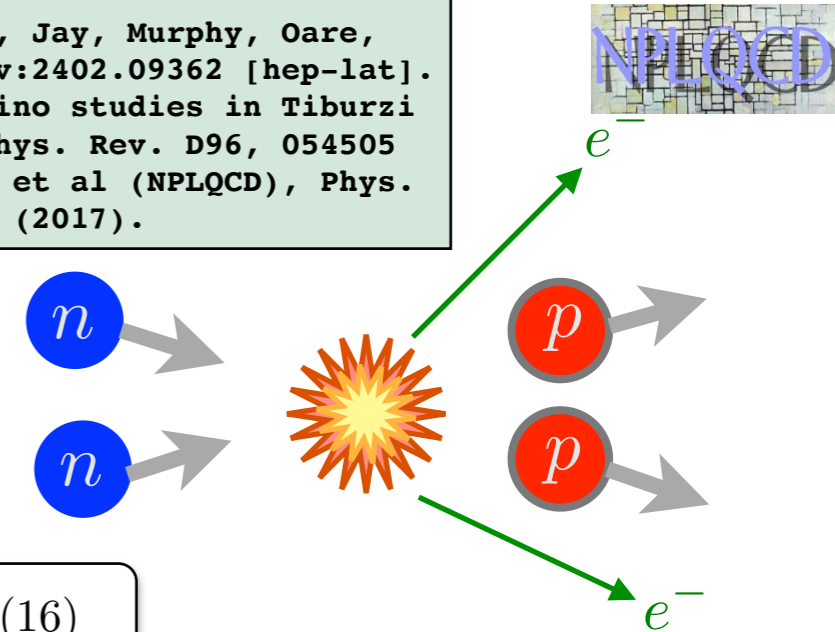 , Jay, Murphy, Oare,
v:2402.09362 [hep-lat].
ino studies in Tiburzi
hys. Rev. D96, 054505
et al (NPLQCD), Phys.
(2017).
NPLQCD
e⁻
n
p
n
p
(16)
e⁻